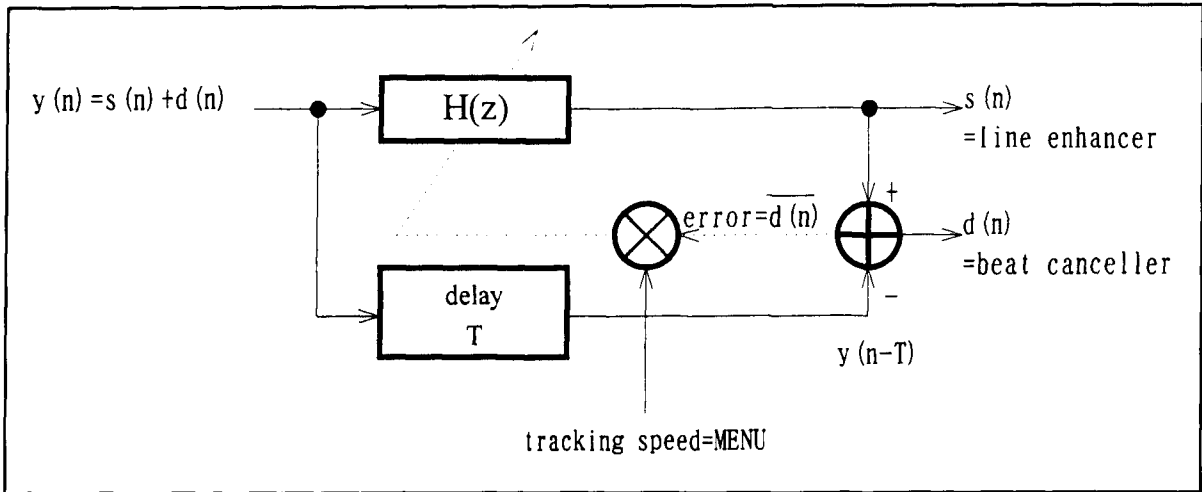 y(n)=s(n)+d(n)
H(z)
s(n)
=line enhancer
+
error=d(n)
d(n)
=beat canceller
delay
T
−
y(n-T)
tracking speed=MENU